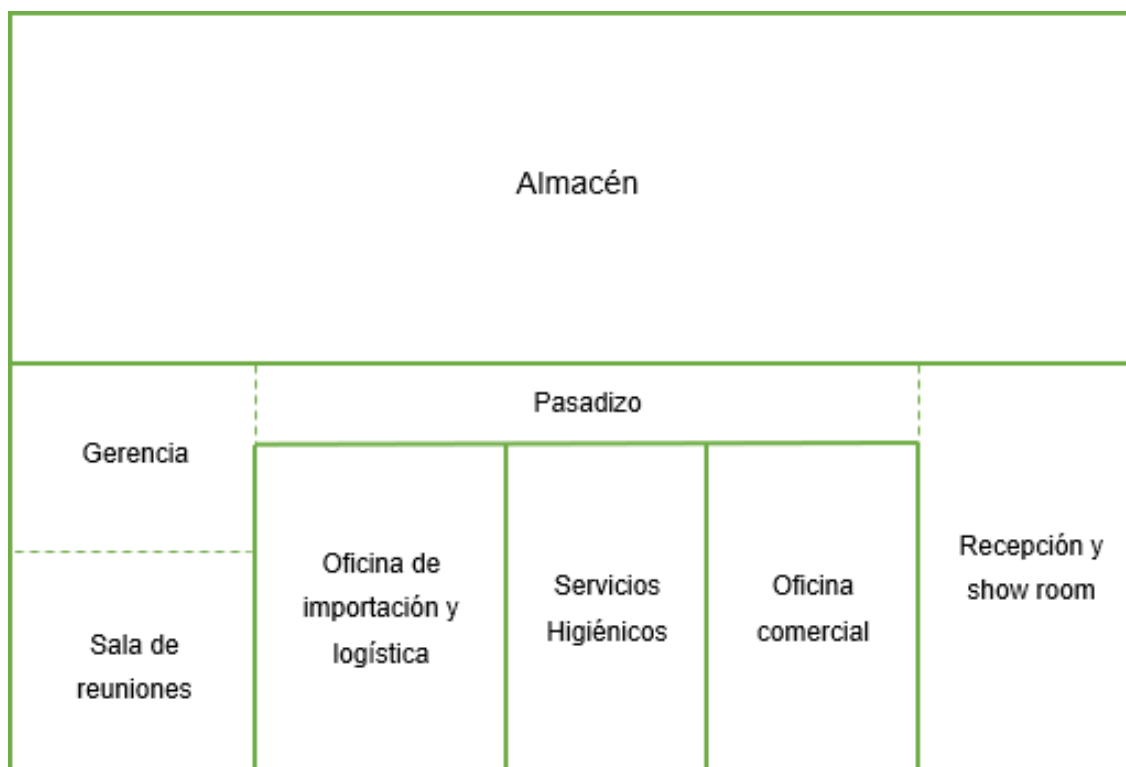 Almacén
Pasadizo
Gerencia
Sala de
reuniones
Oficina de
importación y
logística
Servicios
Higiénicos
Oficina
comercial
Recepción y
show room